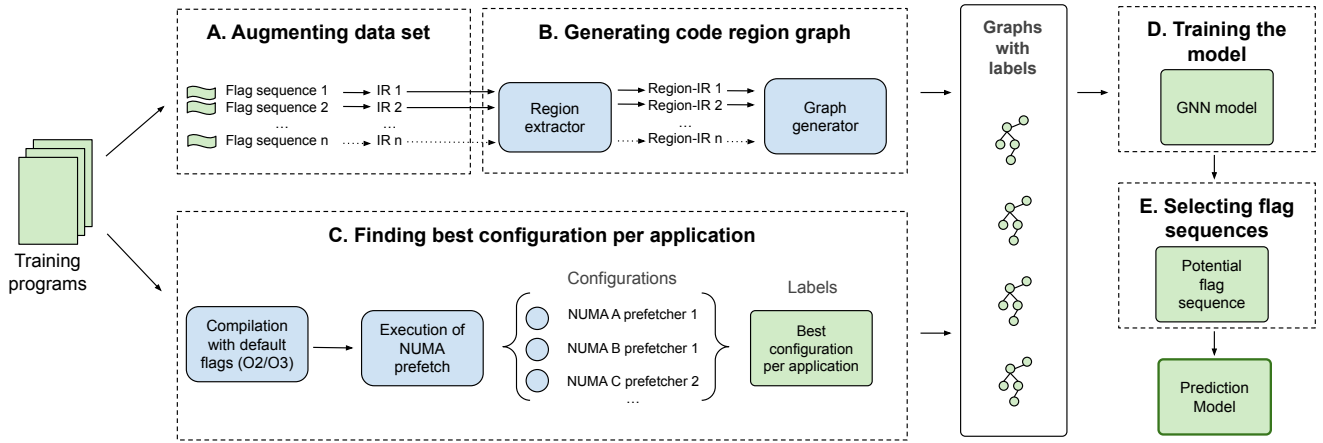 Training
programs
A. Augmenting data set
Flag sequence 1
IR 1
Flag sequence 2
IR 2
...
...
Flag sequence n
IR n
B. Generating code region graph
Region
extractor
Region-IR 1
Region-IR 2
...
Region-IR n
Graph
generator
C. Finding best configuration per application
Compilation
with default
flags (O2/O3)
Execution of
NUMA
prefetch
Configurations
NUMA A prefetcher 1
NUMA B prefetcher 1
NUMA C prefetcher 2
...
Labels
Best
configuration
per application
Graphs
with
labels
D. Training the
model
GNN model
E. Selecting flag
sequences
Potential
flag
sequence
Prediction
Model